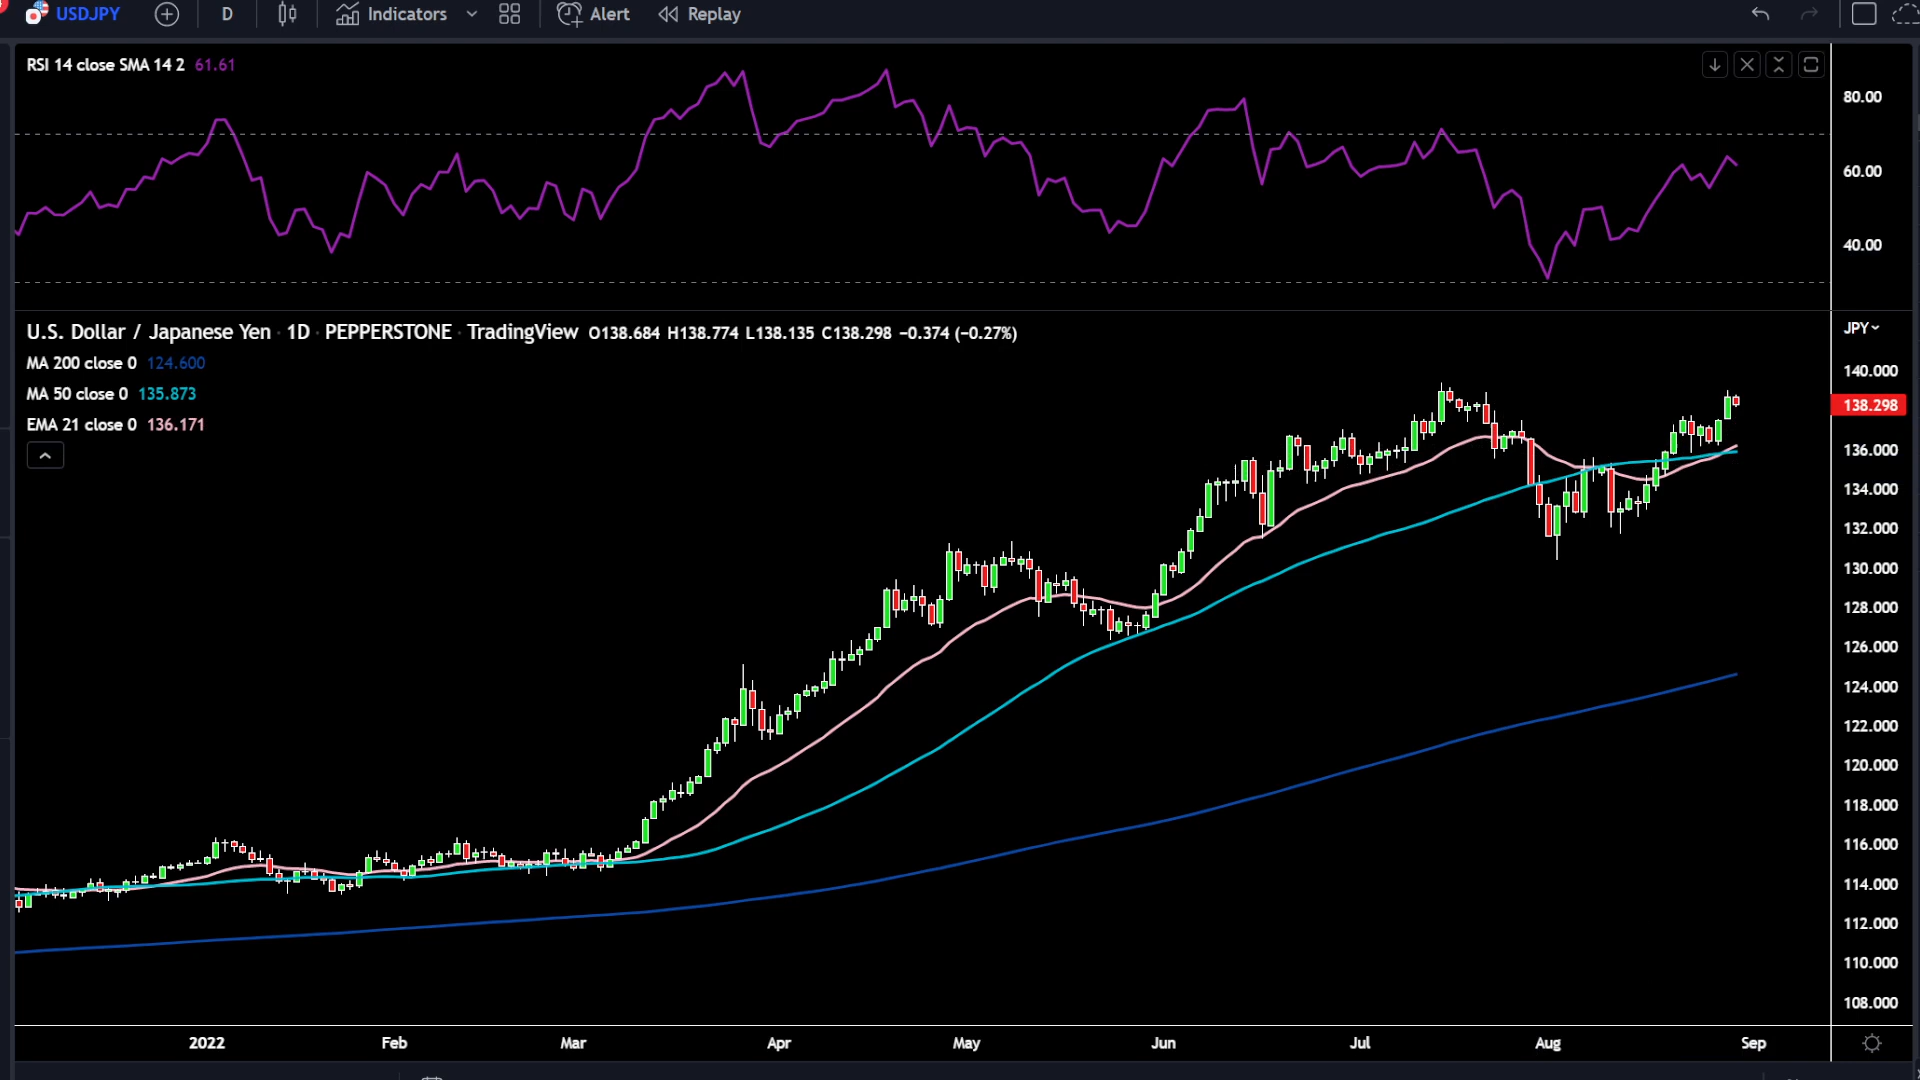 USDJPY D Indicators Alert Replay
RSI 14 close SMA 14 2 61.61
80.00
60.00
40.00
U.S. Dollar / Japanese Yen · 1D · PEPPERSTONE · TradingView O138.684 H138.774 L138.135 C138.298 −0.374 (−0.27%)
JPY
MA 200 close 0 124.600
MA 50 close 0 135.873
EMA 21 close 0 136.171
140.000
138.298
136.000
134.000
132.000
130.000
128.000
126.000
124.000
122.000
120.000
118.000
116.000
114.000
112.000
110.000
108.000
2022 Feb Mar Apr May Jun Jul Aug Sep